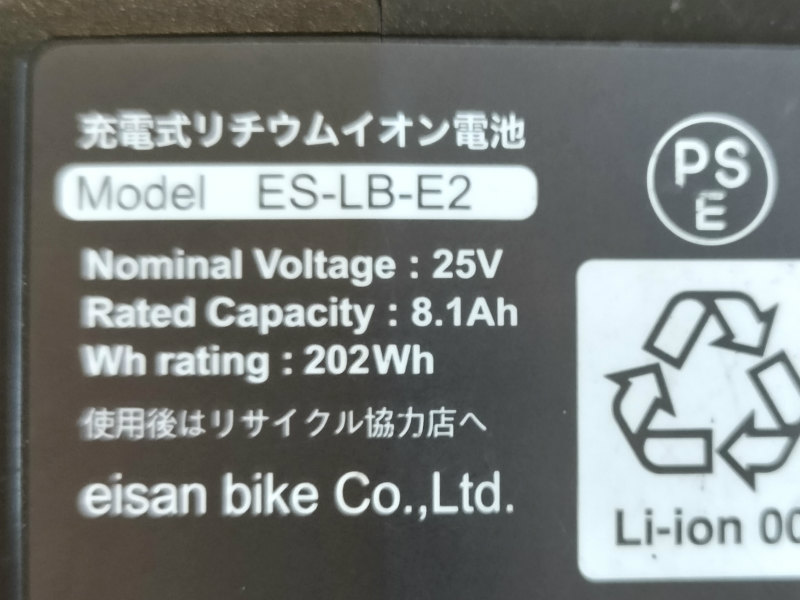 充電式リチウムイオン電池
Model ES-LB-E2
Nominal Voltage : 25V
Rated Capacity : 8.1Ah
Wh rating : 202Wh
使用後はリサイクル協力店へ
eisan bike Co.,Ltd.
PS
E
Li-ion 00